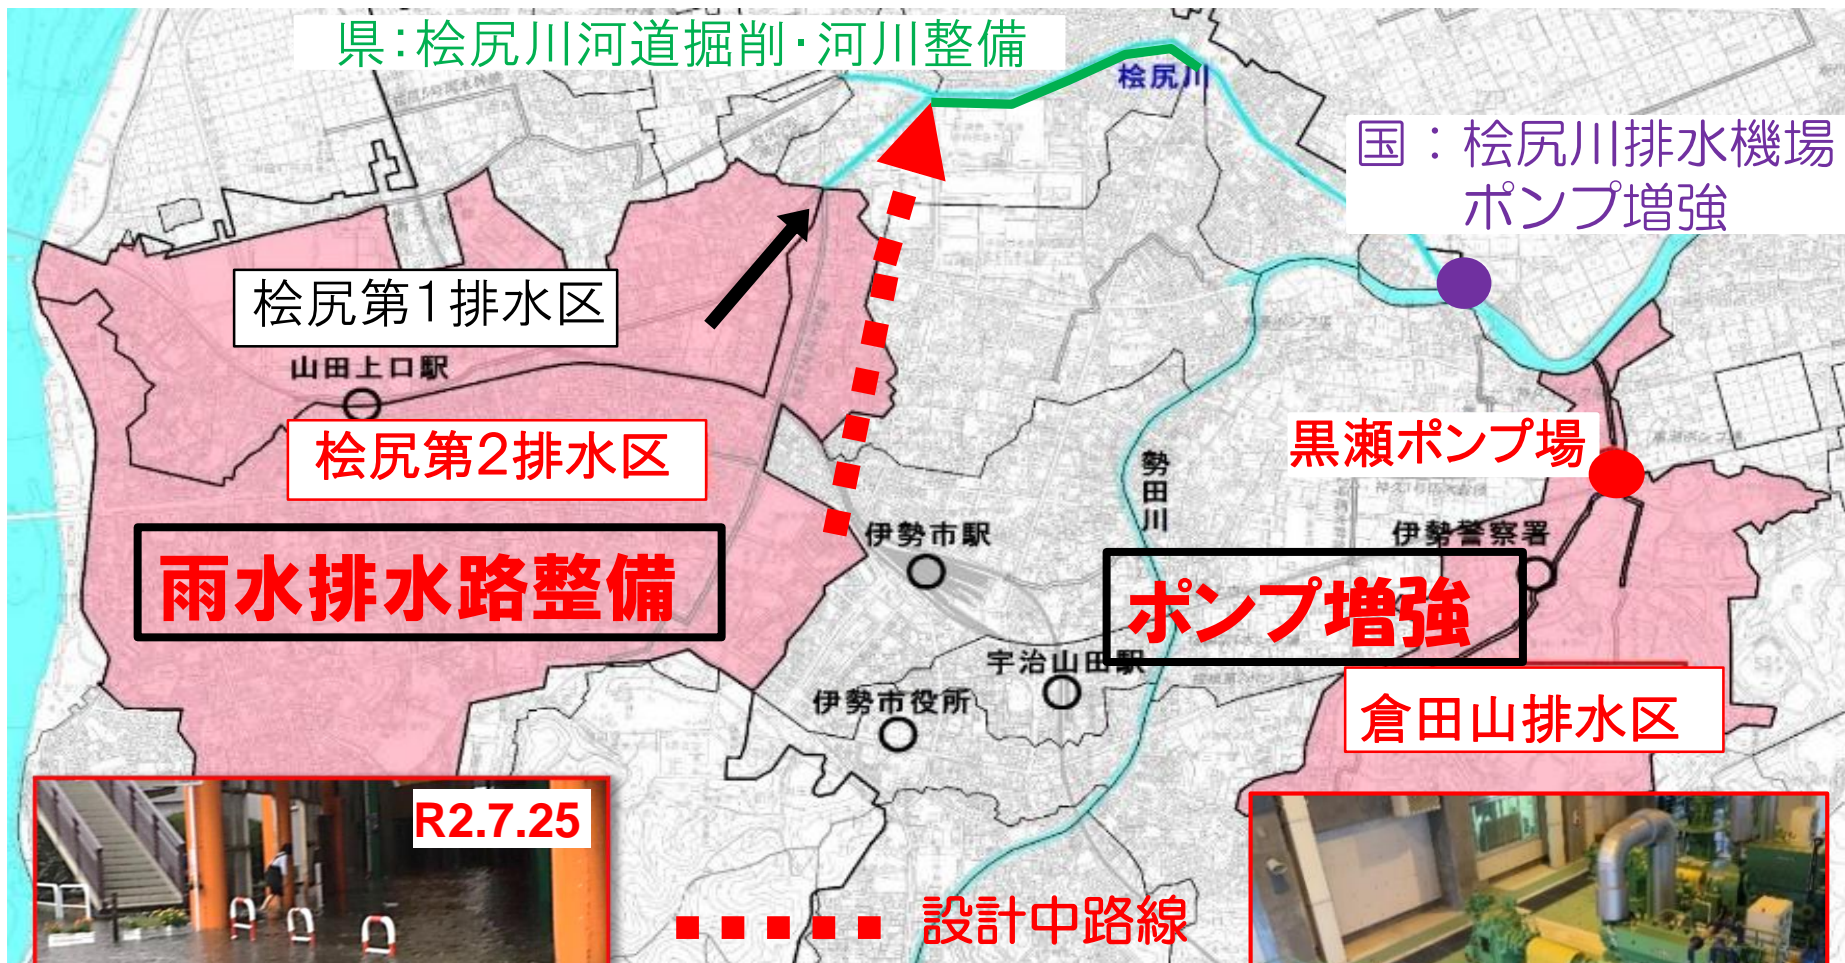 県：桧尻川河道掘削・河川整備
桧尻川
国：桧尻川排水機場
ポンプ増強
桧尻第1排水区
山田上口駅
桧尻第2排水区
黒瀬ポンプ場
勢田川
伊勢市駅
伊勢警察署
雨水排水路整備
ポンプ増強
宇治山田駅
伊勢市役所
倉田山排水区
R2.7.25
設計中路線